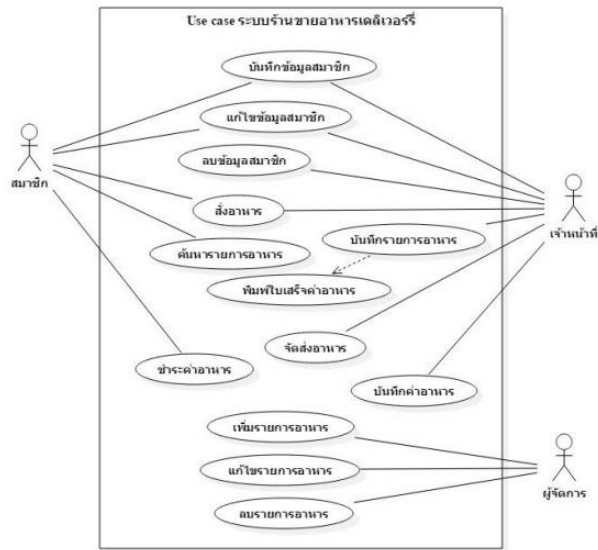 Use case ระบบร้านขายอาหารเดลิเวอร์รี่
บันทึกข้อมูลสมาชิก
แก้ไขข้อมูลสมาชิก
ลบข้อมูลสมาชิก
สมาชิก
สั่งอาหาร
บันทึกรายการอาหาร
เจ้าหน้าที่
ค้นหารายการอาหาร
พิมพ์ใบเสร็จค่าอาหาร
จัดส่งอาหาร
ชำระค่าอาหาร
บันทึกค่าอาหาร
เพิ่มรายการอาหาร
แก้ไขรายการอาหาร
ผู้จัดการ
ลบรายการอาหาร